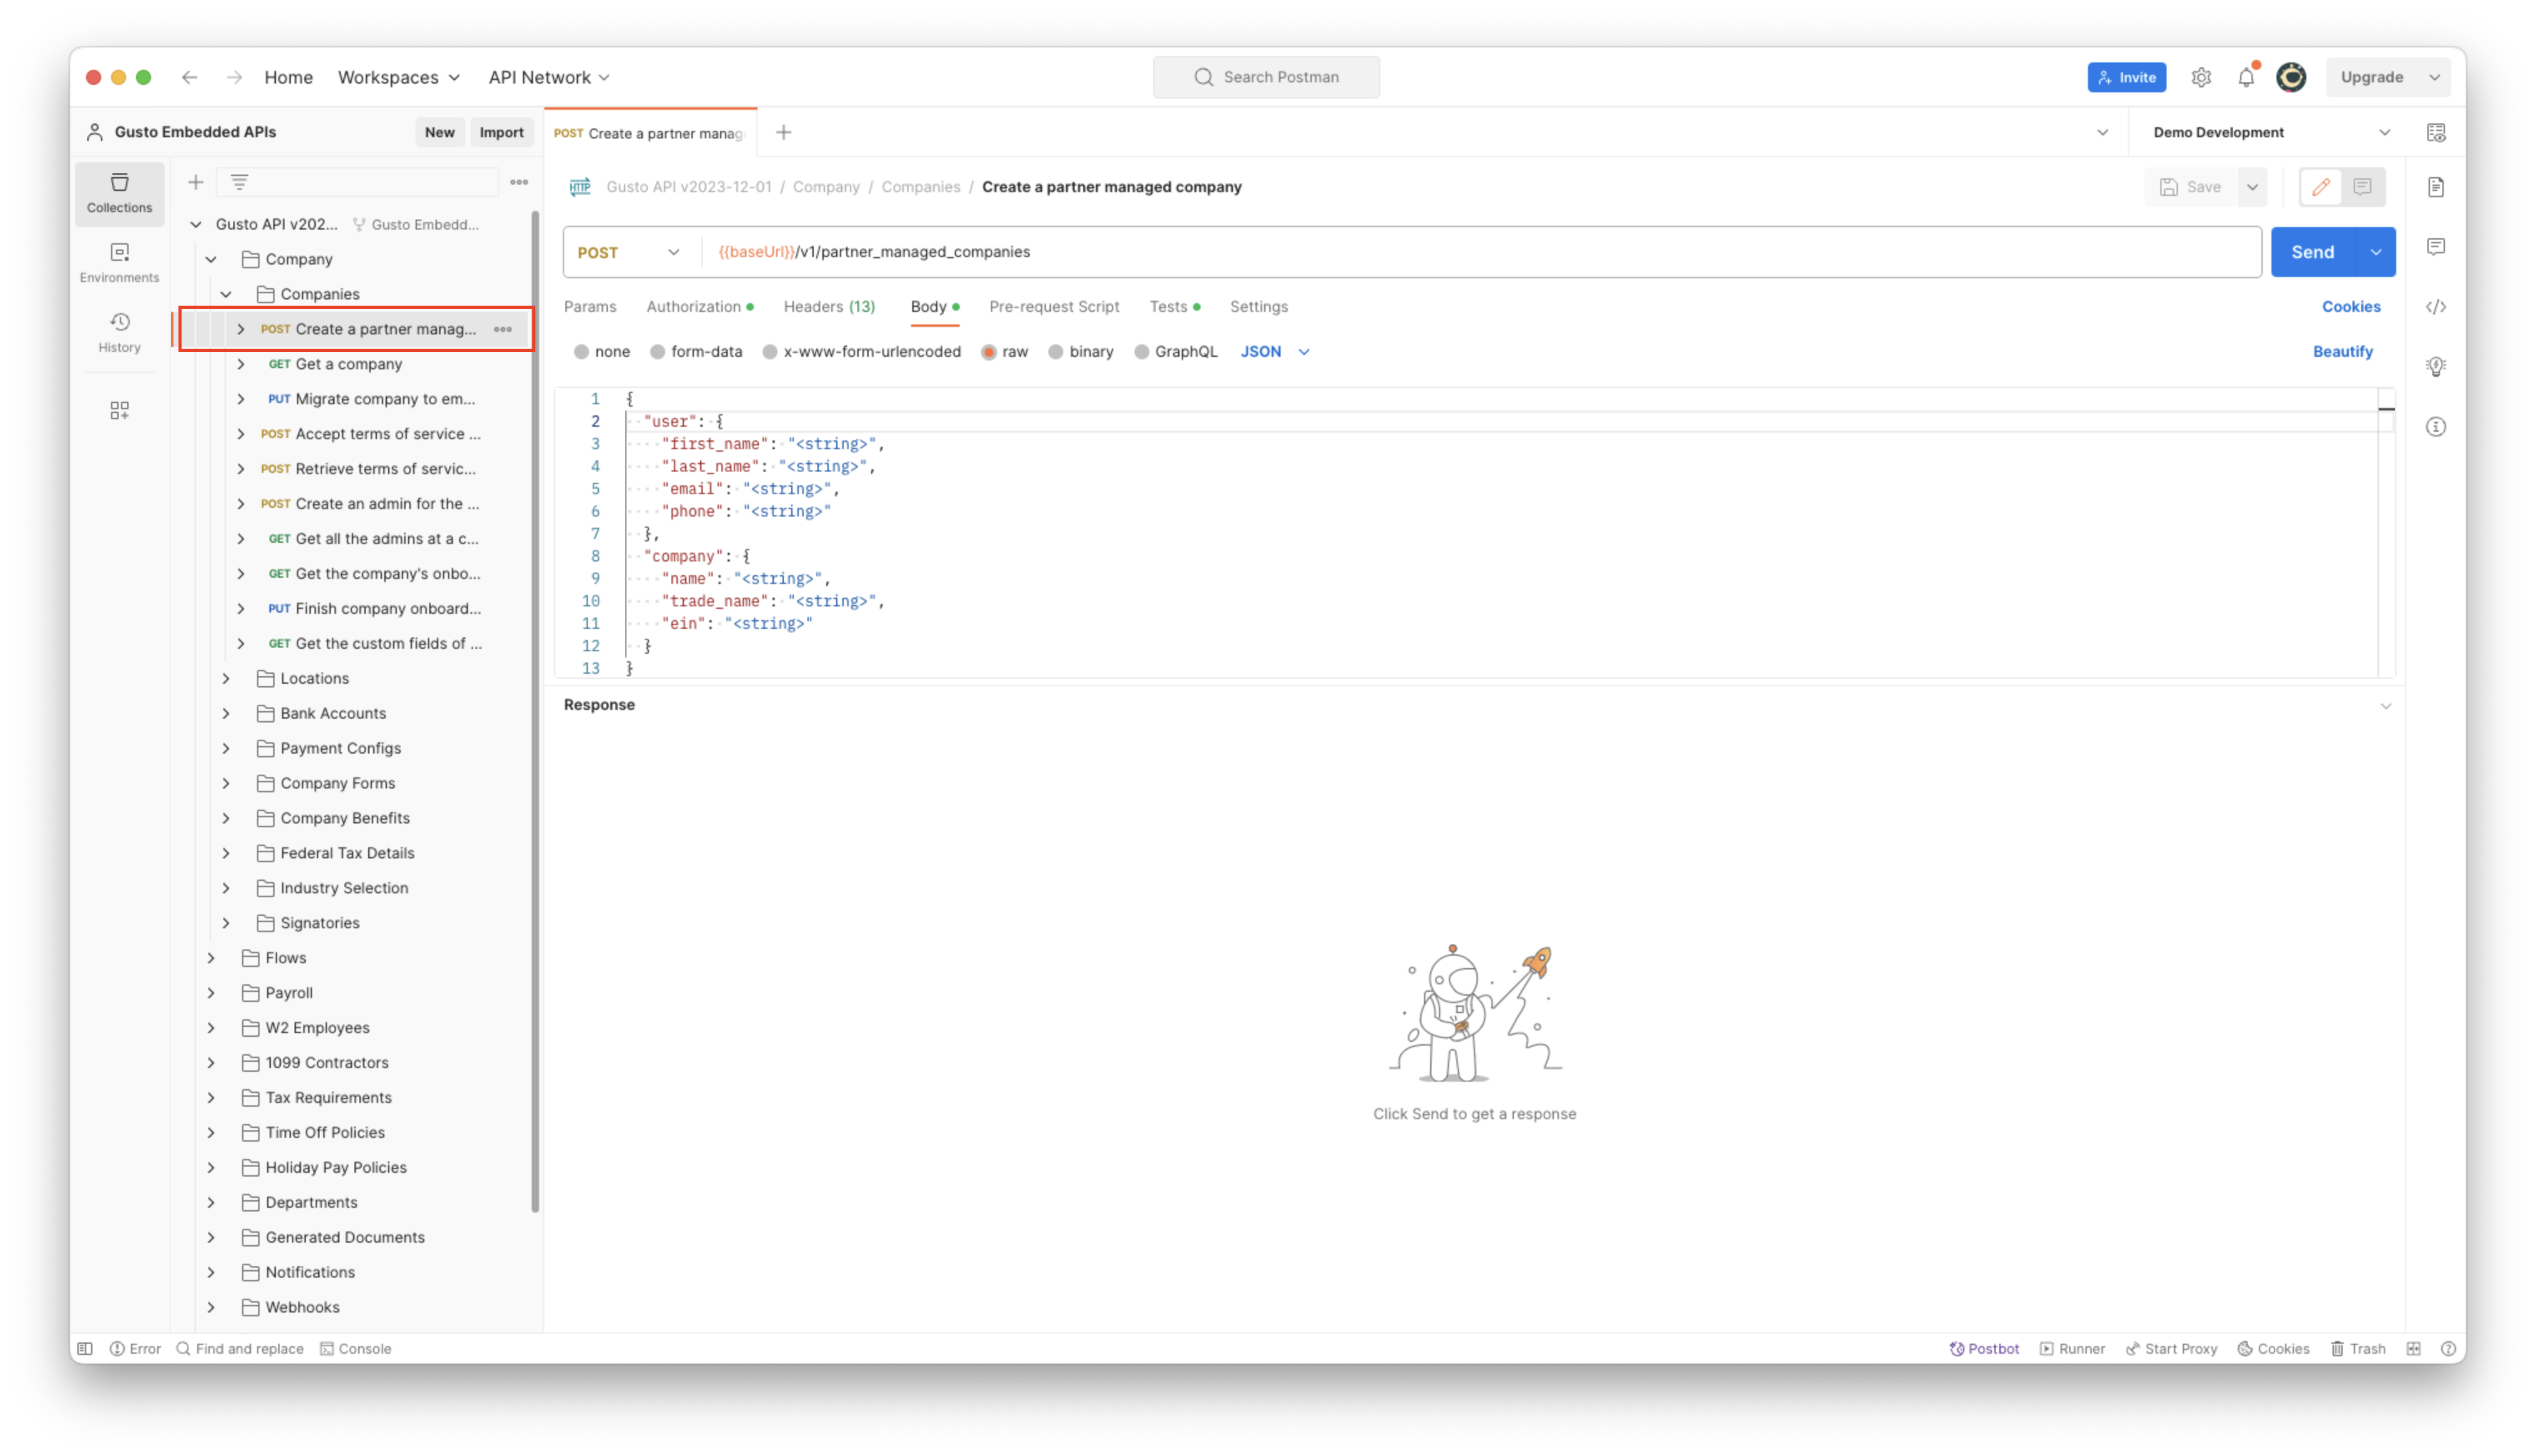 Home Workspaces API Network Search Postman Invite Upgrade
Gusto Embedded APIs New Import POST Create a partner manag Demo Development
Collections
Environments
History
Gusto API v202... Gusto Embedd...
Company
Companies
POST Create a partner manag...
GET Get a company
PUT Migrate company to em...
POST Accept terms of service ...
POST Retrieve terms of servic...
POST Create an admin for the ...
GET Get all the admins at a c...
GET Get the company's onbo...
PUT Finish company onboard...
GET Get the custom fields of ...
Locations
Bank Accounts
Payment Configs
Company Forms
Company Benefits
Federal Tax Details
Industry Selection
Signatories
Flows
Payroll
W2 Employees
1099 Contractors
Tax Requirements
Time Off Policies
Holiday Pay Policies
Departments
Generated Documents
Notifications
Webhooks
HTTP Gusto API v2023-12-01 / Company / Companies / Create a partner managed company Save
POST {{baseUrl}}/v1/partner_managed_companies Send
Params Authorization Headers (13) Body Pre-request Script Tests Settings Cookies
none form-data x-www-form-urlencoded raw binary GraphQL JSON Beautify
1 {
2 "user": {
3 "first_name": "<string>",
4 "last_name": "<string>",
5 "email": "<string>",
6 "phone": "<string>"
7 },
8 "company": {
9 "name": "<string>",
10 "trade_name": "<string>",
11 "ein": "<string>"
12 }
13 }
Response
Click Send to get a response
Error Find and replace Console Postbot Runner Start Proxy Cookies Trash